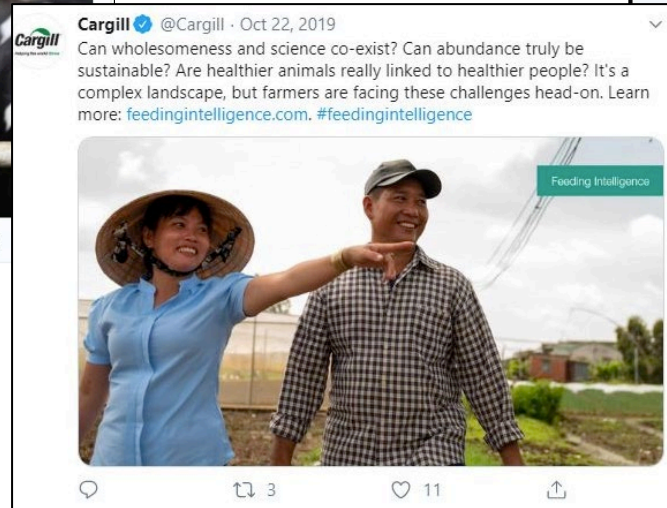 Cargill @Cargill · Oct 22, 2019
Cargill
Can wholesomeness and science co-exist? Can abundance truly be
sustainable? Are healthier animals really linked to healthier people? It's a
complex landscape, but farmers are facing these challenges head-on. Learn
more: feedingintelligence.com. #feedingintelligence
Feeding Intelligence
3
11